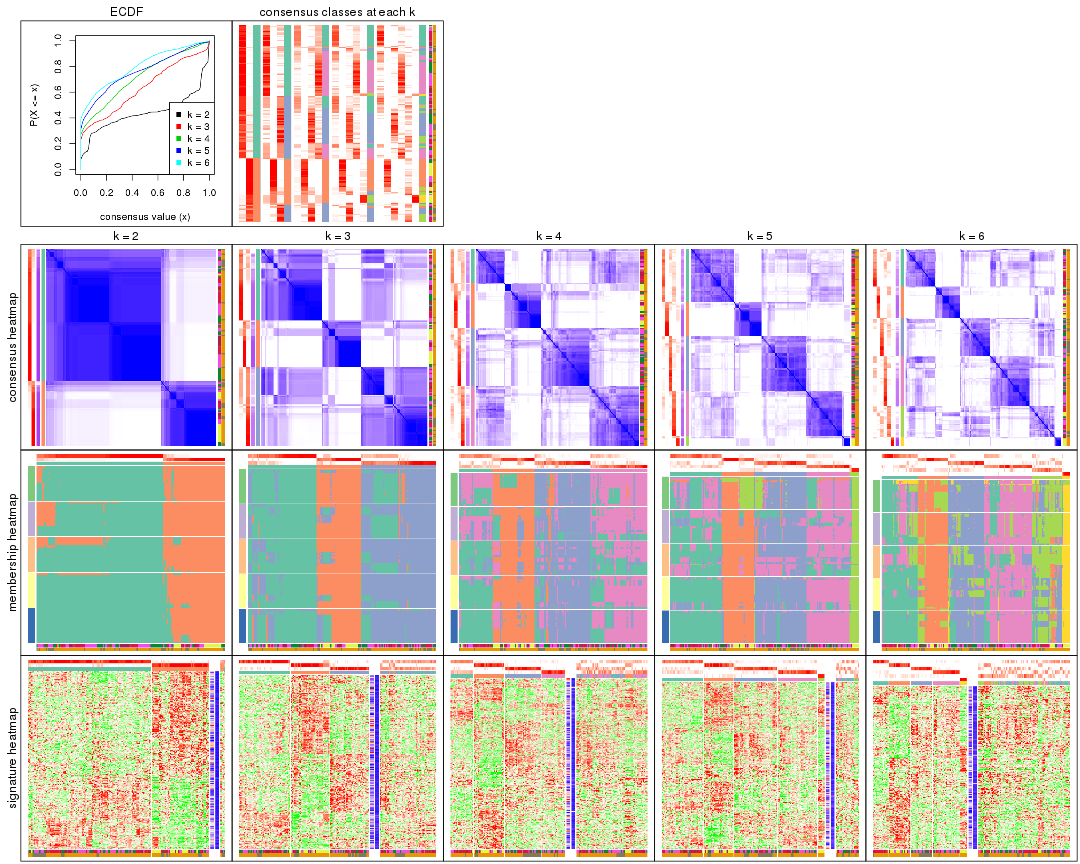 ECDF
consensus classes at each k
P(X <= x)
0.0
0.2
0.4
0.6
0.8
1.0
k = 2
k = 3
k = 4
k = 5
k = 6
0.0 0.2 0.4 0.6 0.8 1.0
consensus value (x)
k = 2
k = 3
k = 4
k = 5
k = 6
consensus heatmap
membership heatmap
signature heatmap